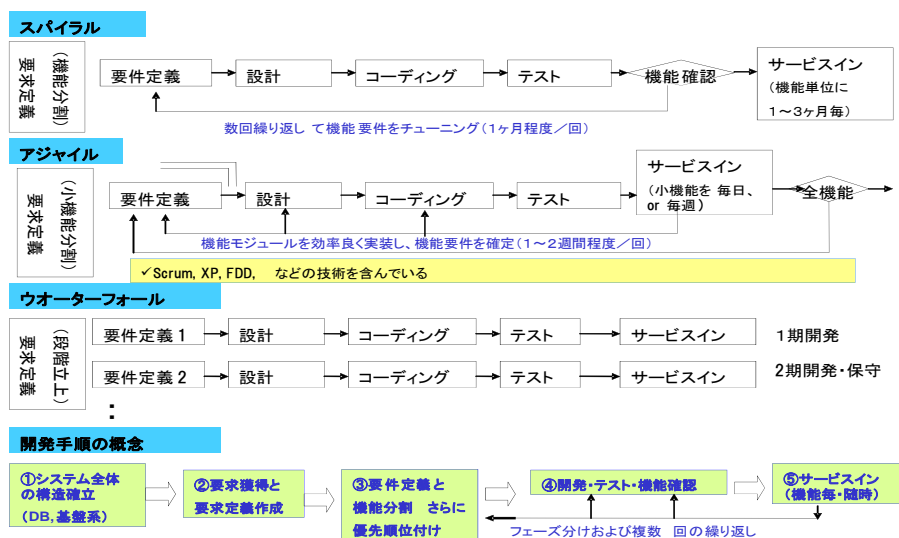 スパイラル
(機能分割)
要求定義
要件定義
設計
コーディング
テスト
機能確認
サービスイン
(機能単位に
1～3ヶ月毎)
数回繰り返し て機能 要件をチューニング(1ヶ月程度／回)
アジャイル
(小機能分割)
要求定義
要件定義
設計
コーディング
テスト
サービスイン
(小機能を 毎日、
or 毎週)
全機能
機能モジュールを効率良く実装し、機能要件を確定(1～2週間程度／回)
✓Scrum, XP, FDD, などの技術を含んでいる
ウオーターフォール
(段階立上)
要求定義
要件定義1
設計
コーディング
テスト
サービスイン
1期開発
要件定義2
設計
コーディング
テスト
サービスイン
2期開発・保守
：
開発手順の概念
①システム全体
の構造確立
(DB,基盤系)
②要求獲得と
要求定義作成
③要件定義と
機能分割 さらに
優先順位付け
④開発・テスト・機能確認
⑤サービスイン
(機能毎・随時)
フェーズ分けおよび複数 回の繰り返し